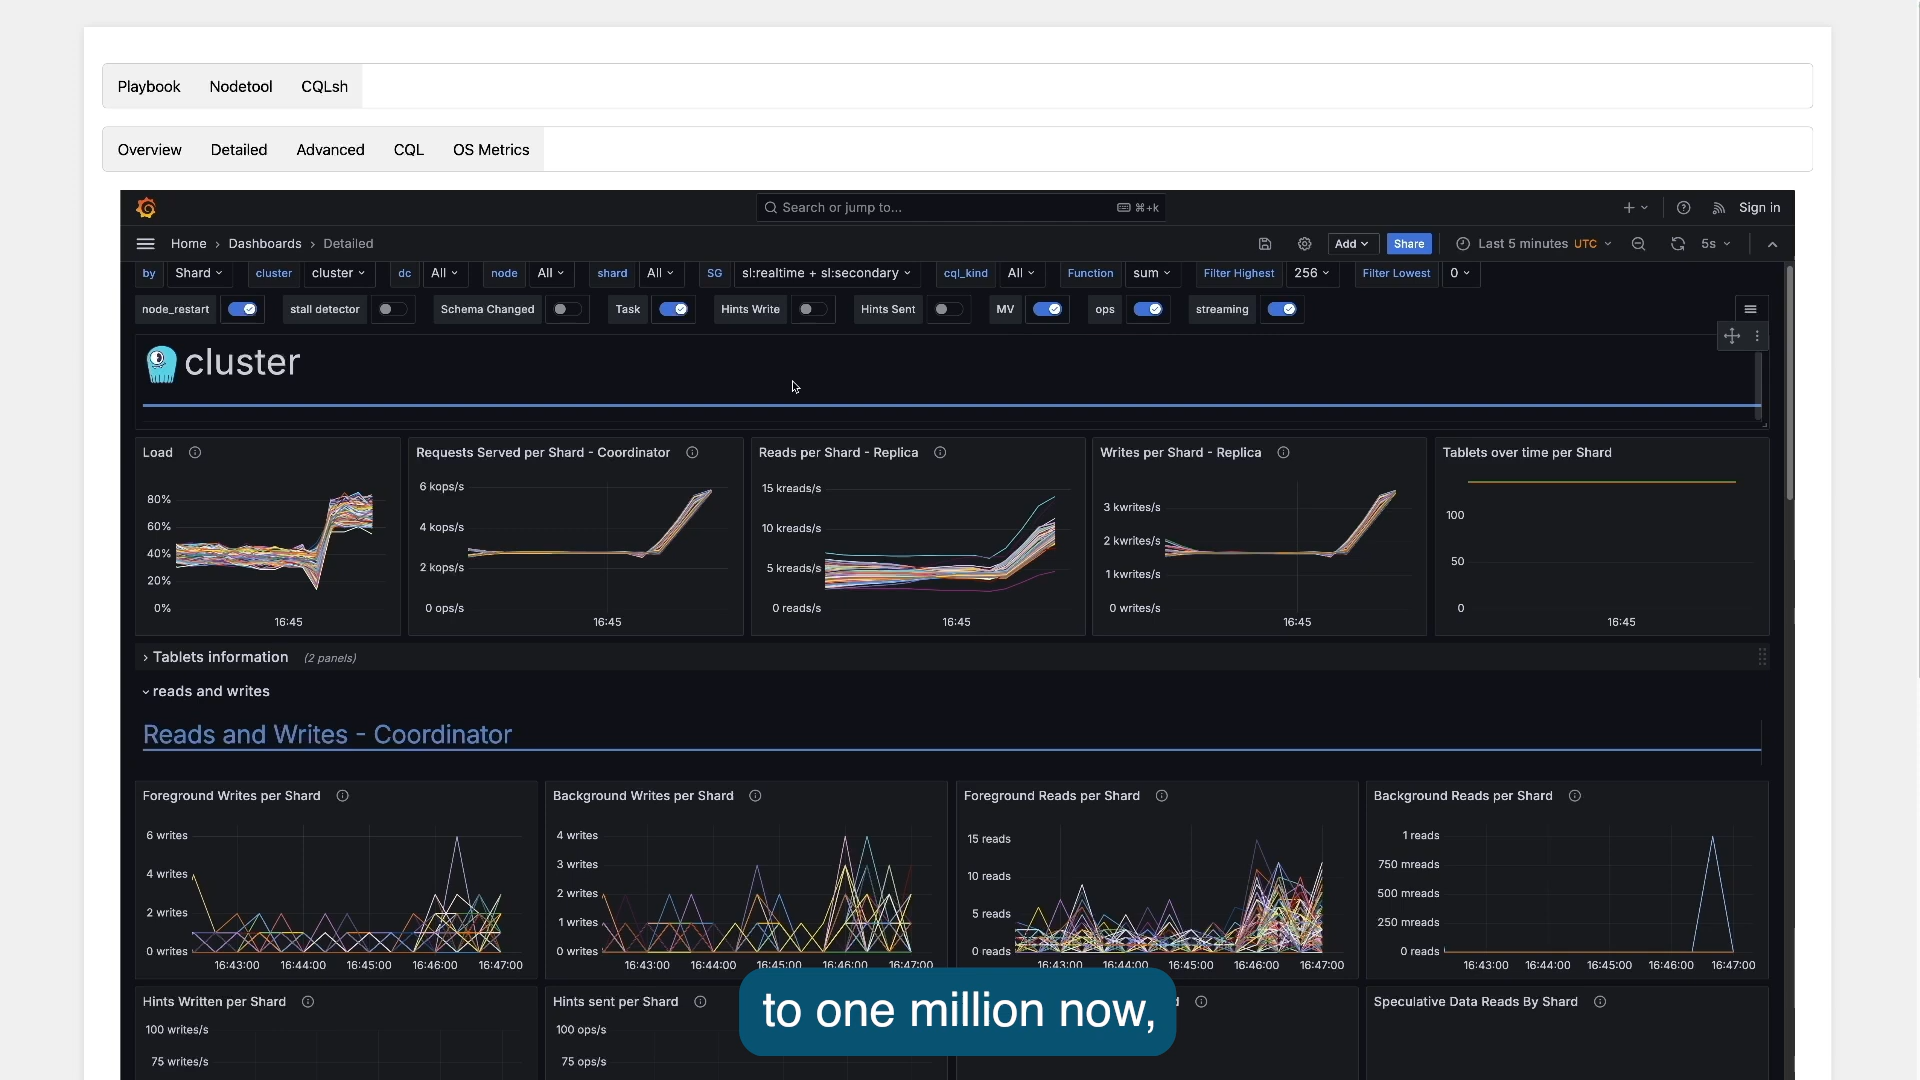 Playbook Nodetool CQLsh
Overview Detailed Advanced CQL OS Metrics
Search or jump to... ⌘+k Sign in
Home › Dashboards › Detailed Add Share Last 5 minutes UTC 5s
by Shard cluster cluster dc All node All shard All SG sl:realtime + sl:secondary cql_kind All Function sum Filter Highest 256 Filter Lowest 0
node_restart stall detector Schema Changed Task Hints Write Hints Sent MV ops streaming
cluster
Load Requests Served per Shard - Coordinator Reads per Shard - Replica Writes per Shard - Replica Tablets over time per Shard
80%
60%
40%
20%
0%
16:45
6 kops/s
4 kops/s
2 kops/s
0 ops/s
16:45
15 kreads/s
10 kreads/s
5 kreads/s
0 reads/s
16:45
3 kwrites/s
2 kwrites/s
1 kwrites/s
0 writes/s
16:45
100
50
0
16:45
Tablets information (2 panels)
reads and writes
Reads and Writes - Coordinator
Foreground Writes per Shard Background Writes per Shard Foreground Reads per Shard Background Reads per Shard
6 writes
4 writes
2 writes
0 writes
16:43:00 16:44:00 16:45:00 16:46:00 16:47:00
4 writes
3 writes
2 writes
1 writes
0 writes
16:43:00 16:44:00 16:45:00 16:46:00 16:47:00
15 reads
10 reads
5 reads
0 reads
16:43:00 16:44:00 16:45:00 16:46:00 16:47:00
1 reads
750 mreads
500 mreads
250 mreads
0 reads
16:43:00 16:44:00 16:45:00 16:46:00 16:47:00
Hints Written per Shard Hints sent per Shard Speculative Data Reads By Shard
100 writes/s
75 writes/s
100 ops/s
75 ops/s
to one million now,